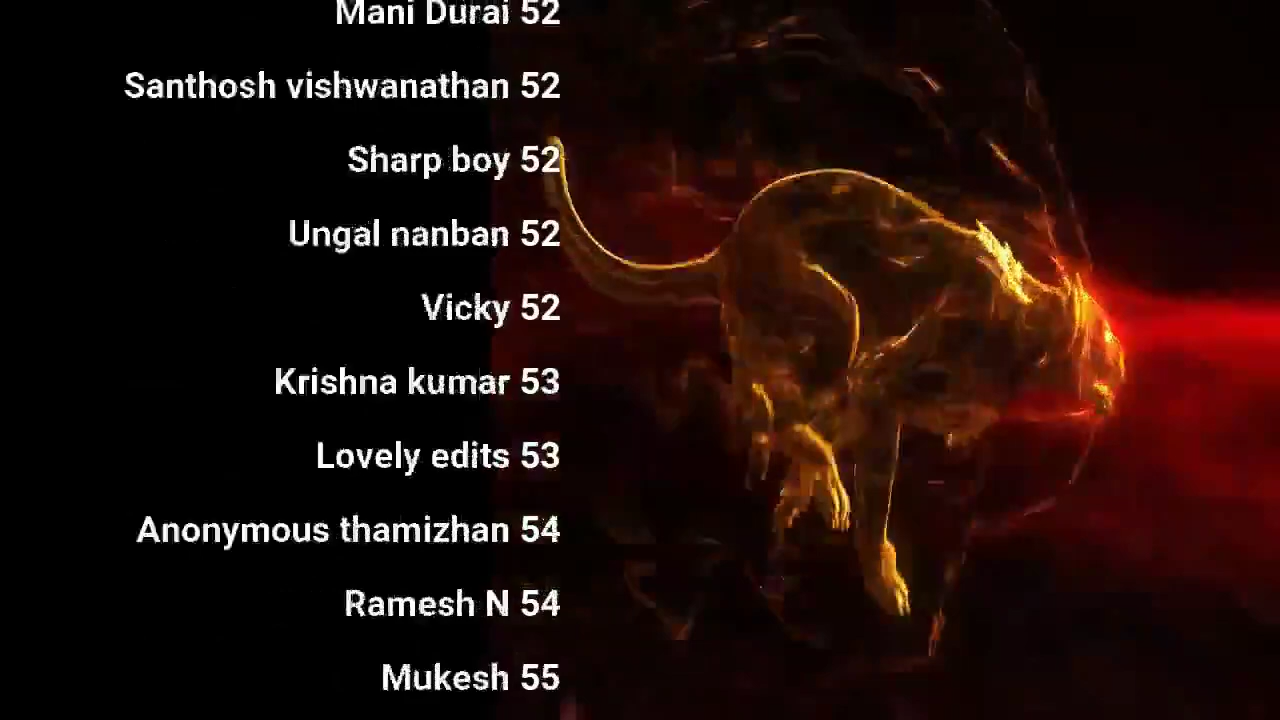 Mani Durai 52
Santhosh vishwanathan 52
Sharp boy 52
Ungal nanban 52
Vicky 52
Krishna kumar 53
Lovely edits 53
Anonymous thamizhan 54
Ramesh N 54
Mukesh 55